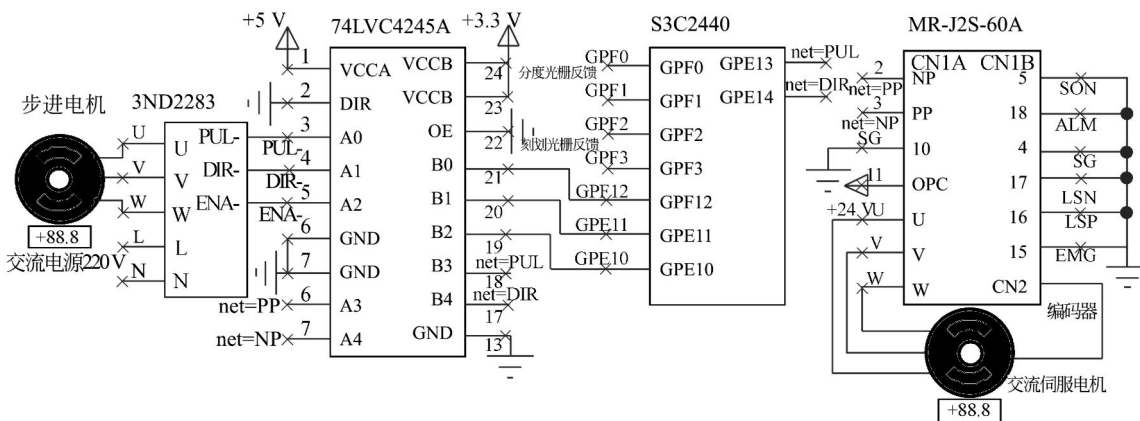 +5 V
74LVC4245A
+3.3 V
S3C2440
MR-J2S-60A
步进电机
3ND2283
U
V
W
L
N
+88.8
交流电源220 V
U
V
W
L
N
PUL-
DIR-
ENA-
1
2
3
PUL-
4
DIR-
5
ENA-
6
7
net=PP
6
net=NP
7
VCCA
DIR
A0
A1
A2
GND
GND
A3
A4
VCCB
VCCB
OE
B0
B1
B2
B3
B4
GND
24
23
22
21
20
19
18
17
13
分度光栅反馈
刻划光栅反馈
net=PUL
net=DIR
GPF0
GPF1
GPF2
GPF3
GPF12
GPE11
GPE10
GPF0
GPF1
GPF2
GPF3
GPF12
GPE11
GPE10
GPE13
GPE14
net=PUL
net=DIR
2
net=PP
3
net=NP
SG
11
+24 V
U
V
W
CN1A
CN1B
NP
PP
10
OPC
U
V
W
5
18
4
17
16
15
CN2
SON
ALM
SG
LSN
LSP
EMG
编码器
交流伺服电机
+88.8